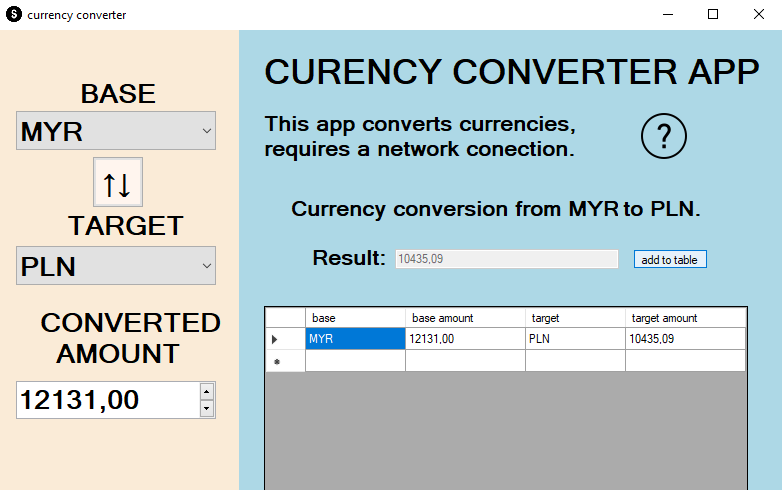 S currency converter
BASE
MYR
↑↓
TARGET
PLN
CONVERTED
AMOUNT
12131,00
CURENCY CONVERTER APP
This app converts currencies,
requires a network conection.
?
Currency conversion from MYR to PLN.
Result: 10435,09 add to table
base base amount target target amount
MYR 12131,00 PLN 10435,09